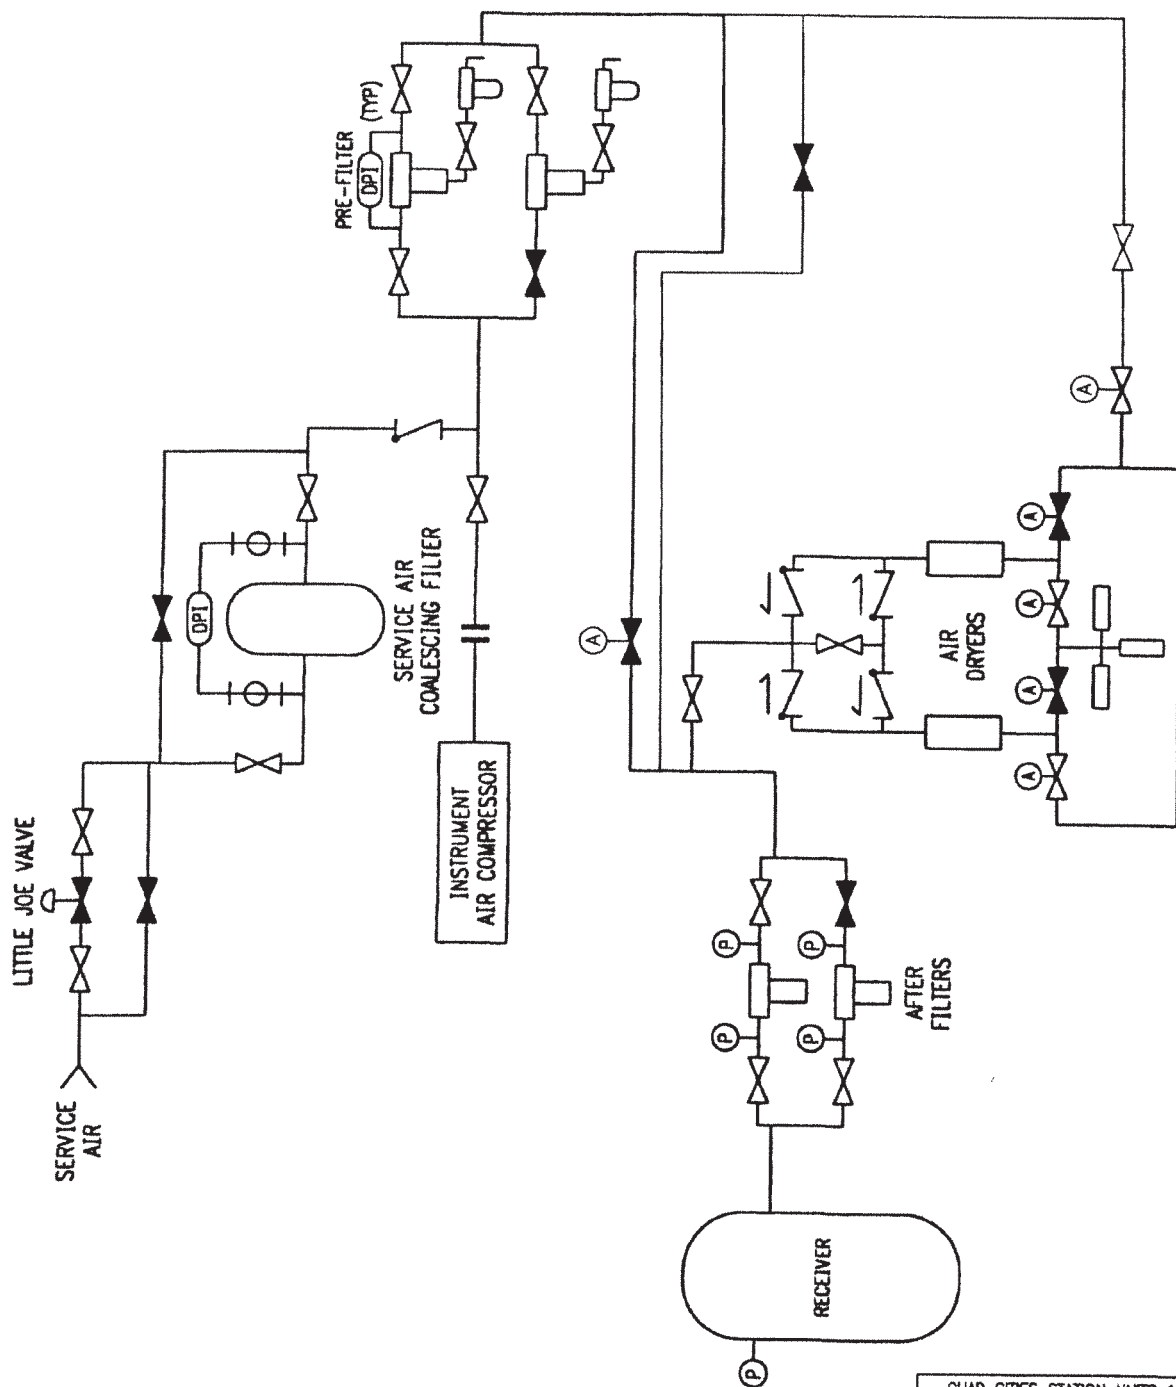 LITTLE JOE VALVE
SERVICE
AIR
DPI
SERVICE AIR
COALESCING FILTER
INSTRUMENT
AIR COMPRESSOR
PRE-FILTER (TYP)
DPI
A
A
A
A
A
A
AIR
DRYERS
P
P
P
P
AFTER
FILTERS
RECEIVER
P